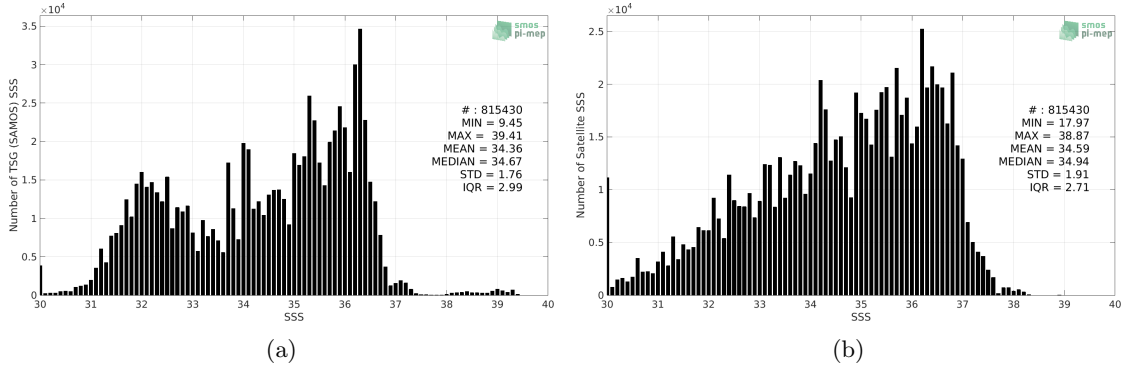 ×10⁴
3.5
3
2.5
2
1.5
1
0.5
0
30 31 32 33 34 35 36 37 38 39 40
SSS
Number of TSG (SAMOS) SSS
smos
pi-mep
# : 815430
MIN = 9.45
MAX = 39.41
MEAN = 34.36
MEDIAN = 34.67
STD = 1.76
IQR = 2.99
(a)
×10⁴
2.5
2
1.5
1
0.5
0
30 31 32 33 34 35 36 37 38 39 40
SSS
Number of Satellite SSS
smos
pi-mep
# : 815430
MIN = 17.97
MAX = 38.87
MEAN = 34.59
MEDIAN = 34.94
STD = 1.91
IQR = 2.71
(b)